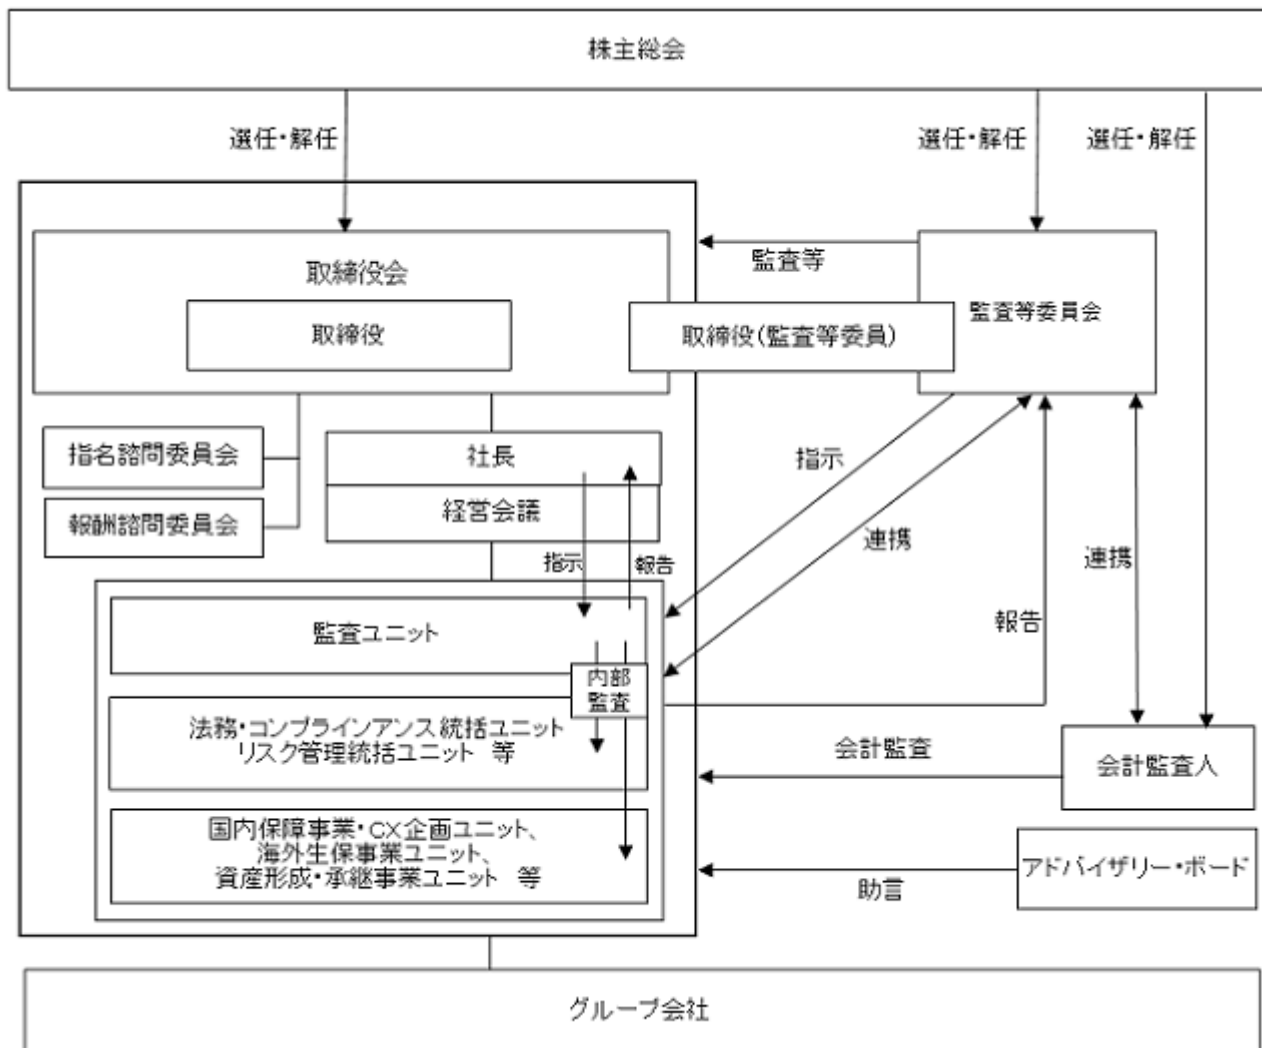 株主総会
選任・解任
選任・解任
選任・解任
取締役会
取締役
監査等
取締役(監査等委員)
監査等委員会
指名諮問委員会
報酬諮問委員会
社長
経営会議
指示
報告
指示
連携
報告
連携
監査ユニット
内部
監査
法務・コンプラインアンス統括ユニット
リスク管理統括ユニット 等
国内保障事業・CX企画ユニット、
海外生保事業ユニット、
資産形成・承継事業ユニット 等
会計監査
会計監査人
助言
アドバイザリー・ボード
グループ会社